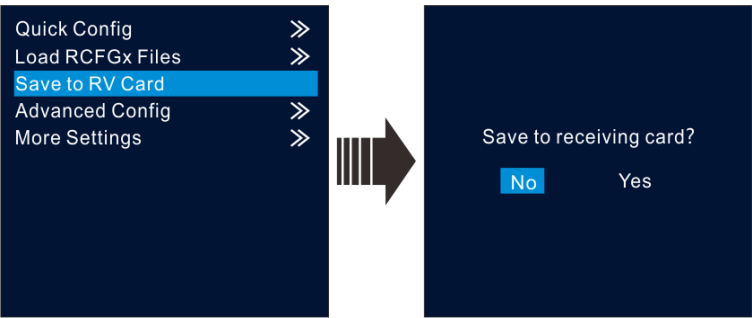 Quick Config
Load RCFGx Files
Save to RV Card
Advanced Config
More Settings
Save to receiving card?
No Yes